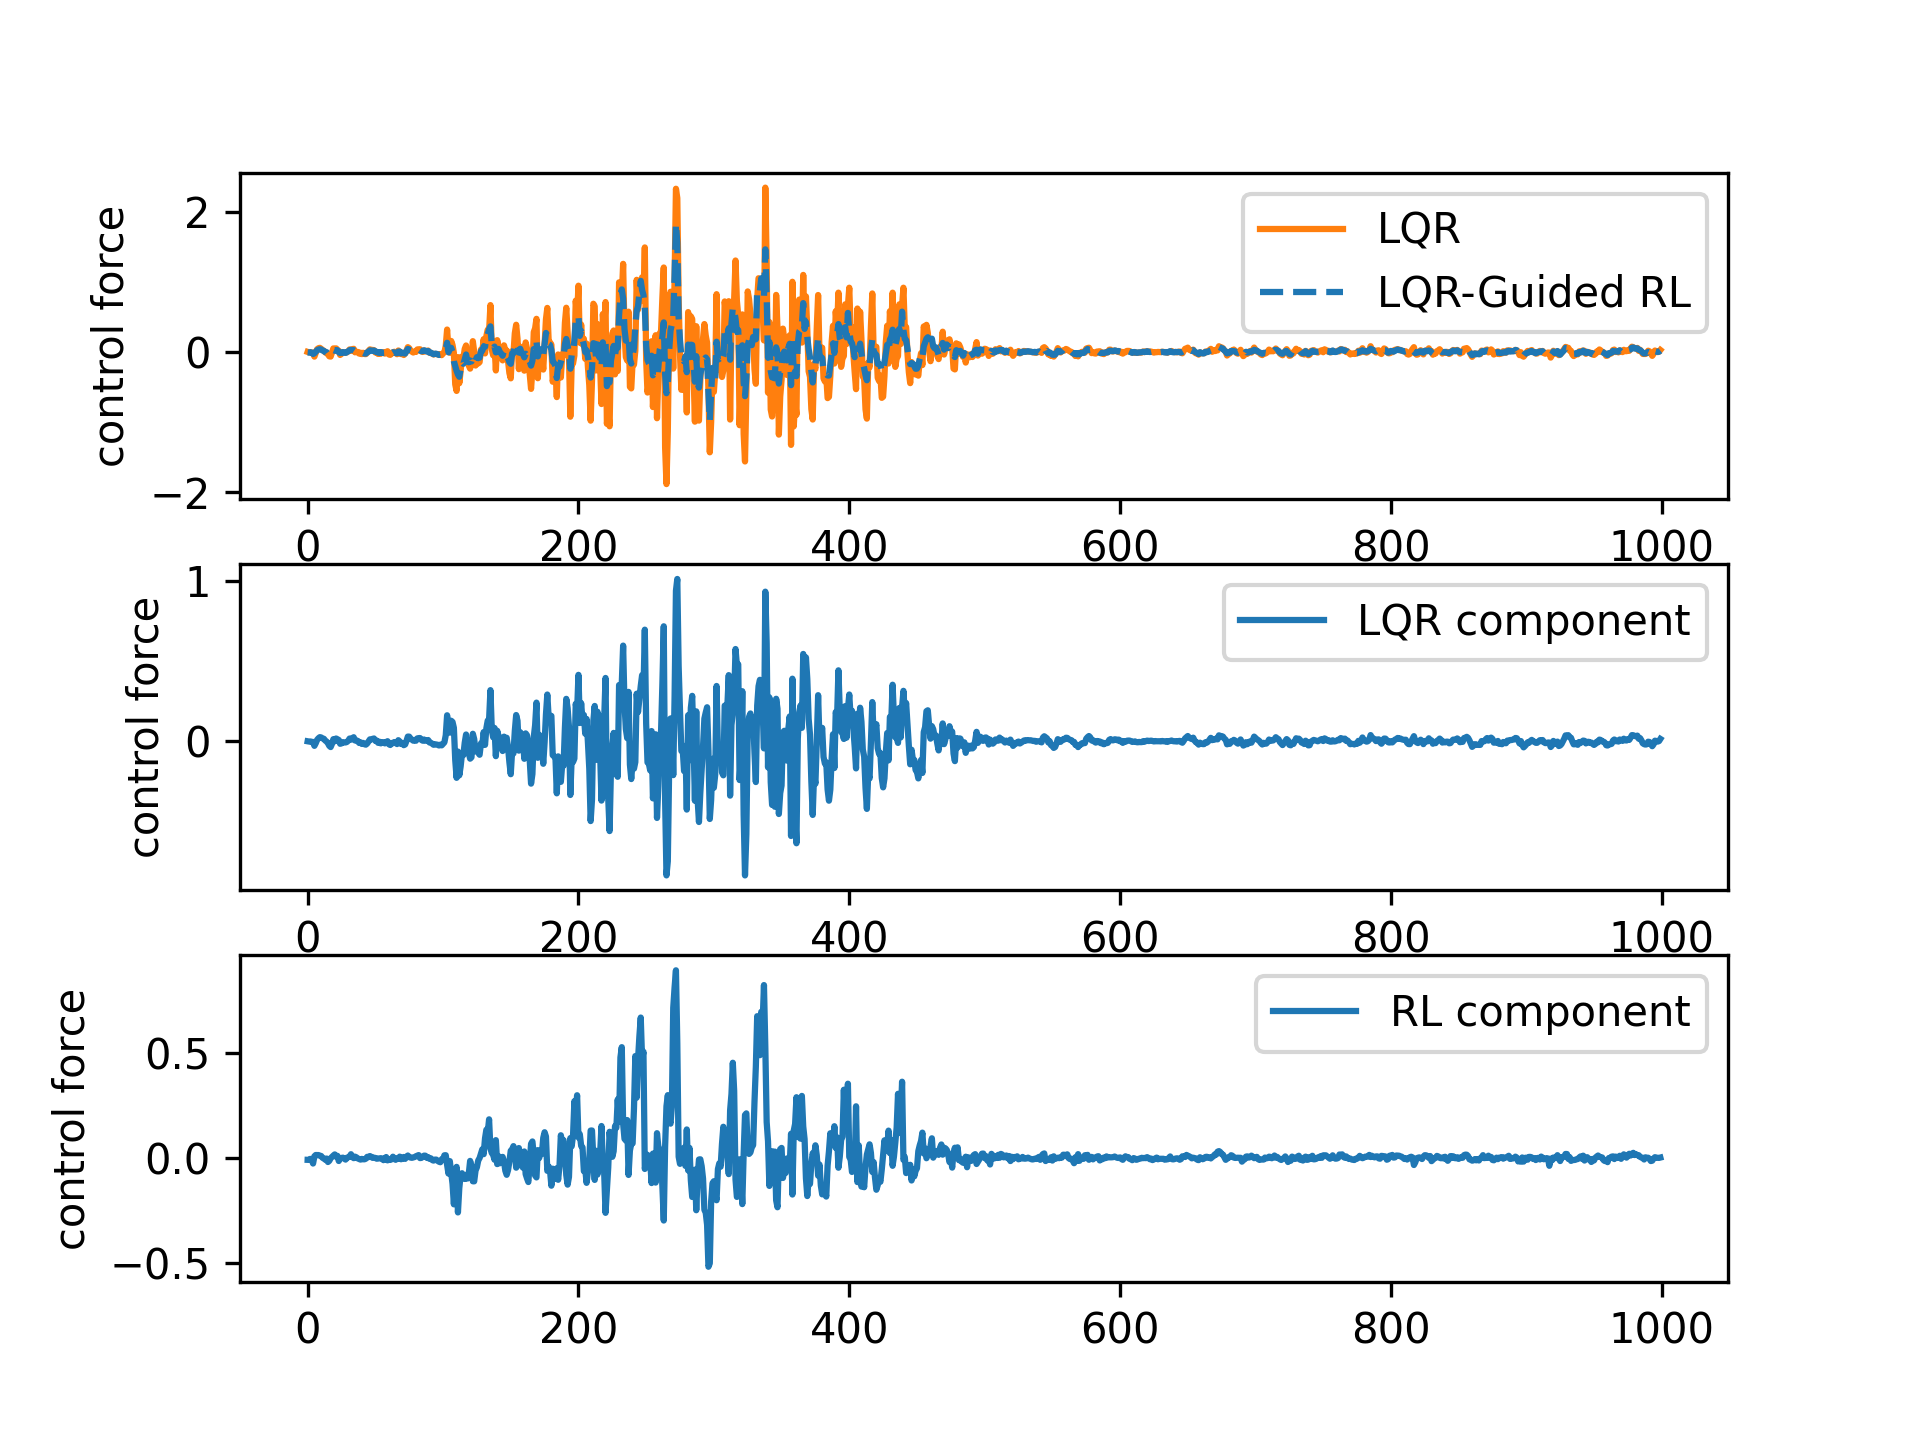 control force
2
0
−2
LQR
LQR-Guided RL
0 200 400 600 800 1000
control force
1
0
LQR component
0 200 400 600 800 1000
control force
0.5
0.0
−0.5
RL component
0 200 400 600 800 1000